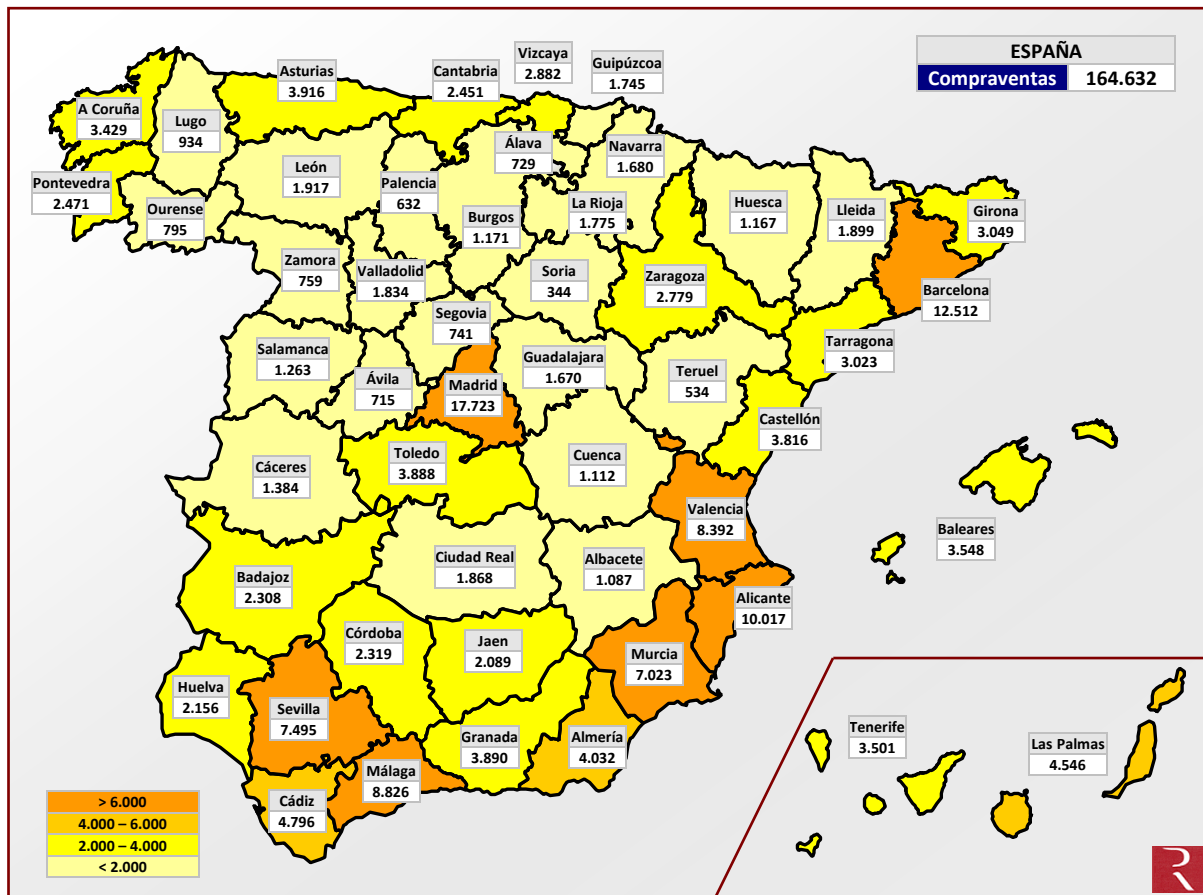 ESPAÑA
Compraventas 164.632
Vizcaya
2.882
Guipúzcoa
1.745
Asturias
3.916
Cantabria
2.451
A Coruña
3.429
Lugo
934
Álava
729
Navarra
1.680
León
1.917
Palencia
632
Pontevedra
2.471
Ourense
795
Burgos
1.171
La Rioja
1.775
Huesca
1.167
Lleida
1.899
Girona
3.049
Zamora
759
Valladolid
1.834
Soria
344
Zaragoza
2.779
Barcelona
12.512
Segovia
741
Salamanca
1.263
Ávila
715
Madrid
17.723
Guadalajara
1.670
Teruel
534
Tarragona
3.023
Castellón
3.816
Cáceres
1.384
Toledo
3.888
Cuenca
1.112
Valencia
8.392
Baleares
3.548
Badajoz
2.308
Ciudad Real
1.868
Albacete
1.087
Alicante
10.017
Córdoba
2.319
Jaen
2.089
Murcia
7.023
Huelva
2.156
Sevilla
7.495
Granada
3.890
Almería
4.032
Málaga
8.826
Cádiz
4.796
Tenerife
3.501
Las Palmas
4.546
> 6.000
4.000 – 6.000
2.000 – 4.000
< 2.000
R